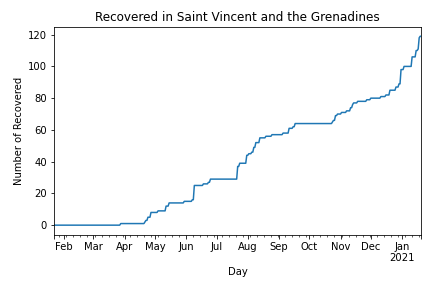 Recovered in Saint Vincent and the Grenadines
120
100
80
60
40
20
0
Number of Recovered
Feb Mar Apr May Jun Jul Aug Sep Oct Nov Dec Jan
2021
Day